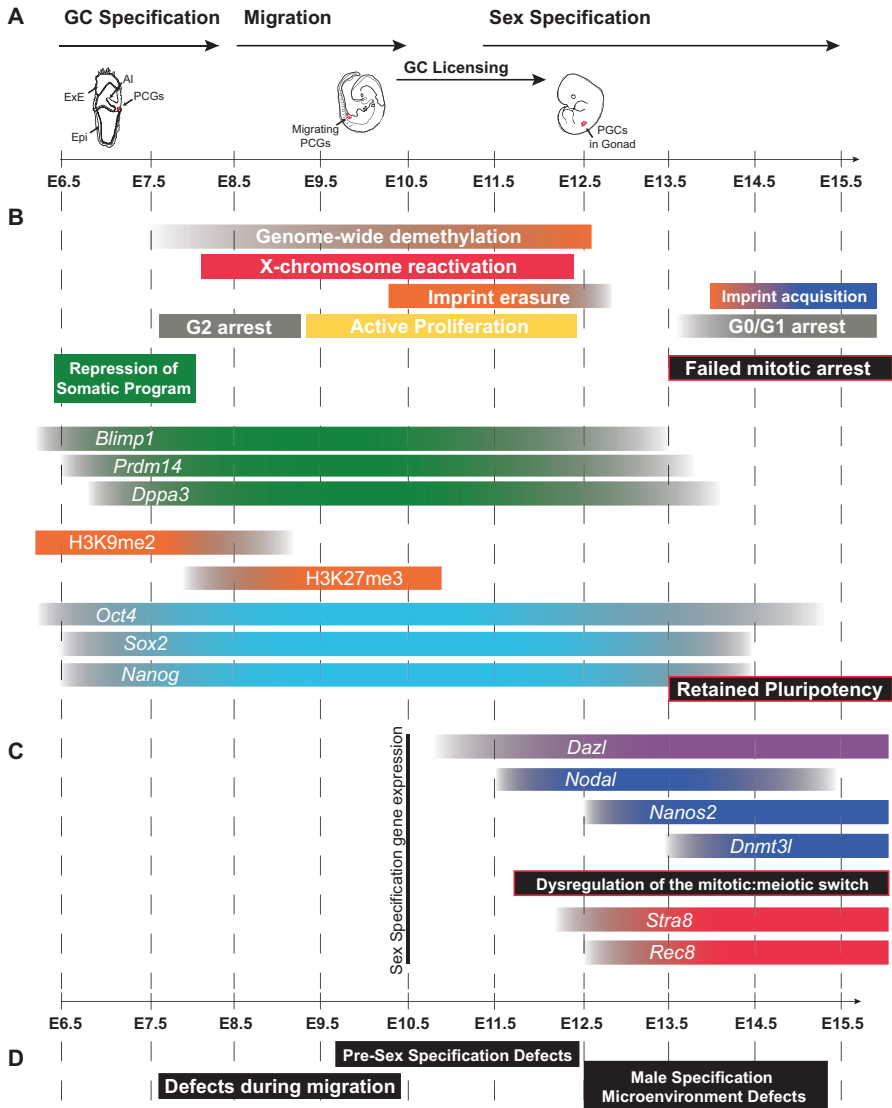 A
GC Specification
Migration
Sex Specification
GC Licensing
ExE
Al
PCGs
Epi
Migrating
PCGs
PGCs
in Gonad
E6.5 E7.5 E8.5 E9.5 E10.5 E11.5 E12.5 E13.5 E14.5 E15.5
B
Genome-wide demethylation
X-chromosome reactivation
Imprint erasure
Imprint acquisition
G2 arrest
Active Proliferation
G0/G1 arrest
Repression of
Somatic Program
Failed mitotic arrest
Blimp1
Prdm14
Dppa3
H3K9me2
H3K27me3
Oct4
Sox2
Nanog
Retained Pluripotency
C
Sex Specification gene expression
Dazl
Nodal
Nanos2
Dnmt3l
Dysregulation of the mitotic:meiotic switch
Stra8
Rec8
E6.5 E7.5 E8.5 E9.5 E10.5 E11.5 E12.5 E13.5 E14.5 E15.5
D
Pre-Sex Specification Defects
Defects during migration
Male Specification
Microenvironment Defects